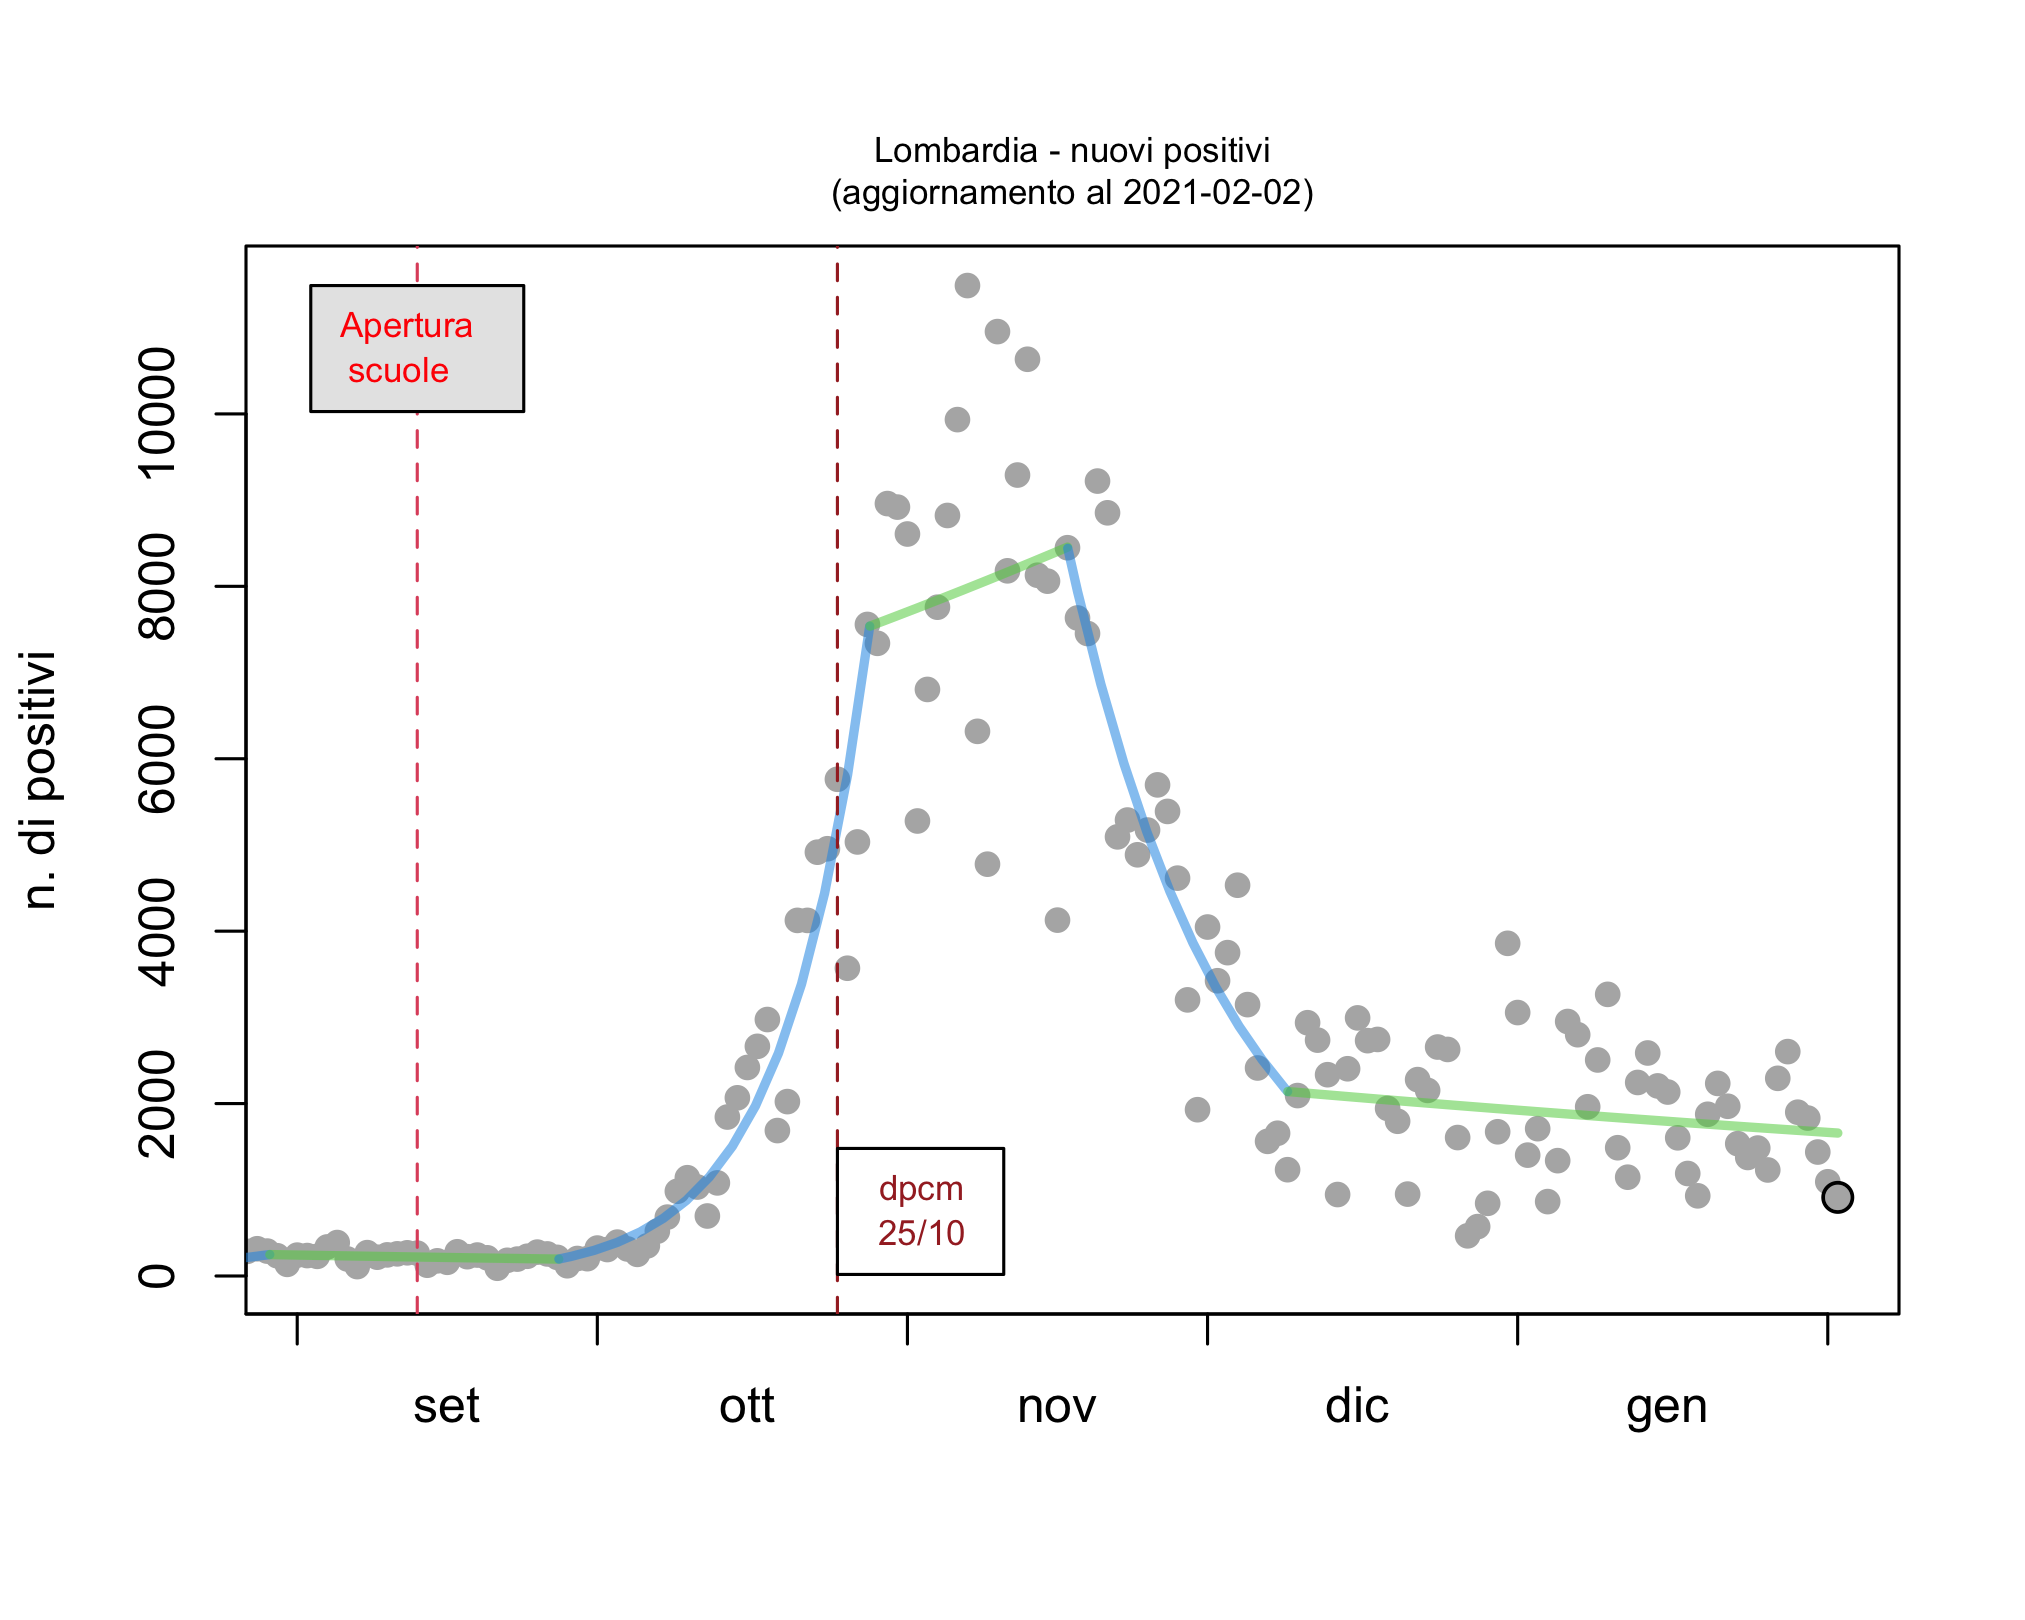 Lombardia - nuovi positivi
(aggiornamento al 2021-02-02)
Apertura
scuole
n. di positivi
10000
8000
6000
4000
2000
0
dpcm
25/10
set
ott
nov
dic
gen